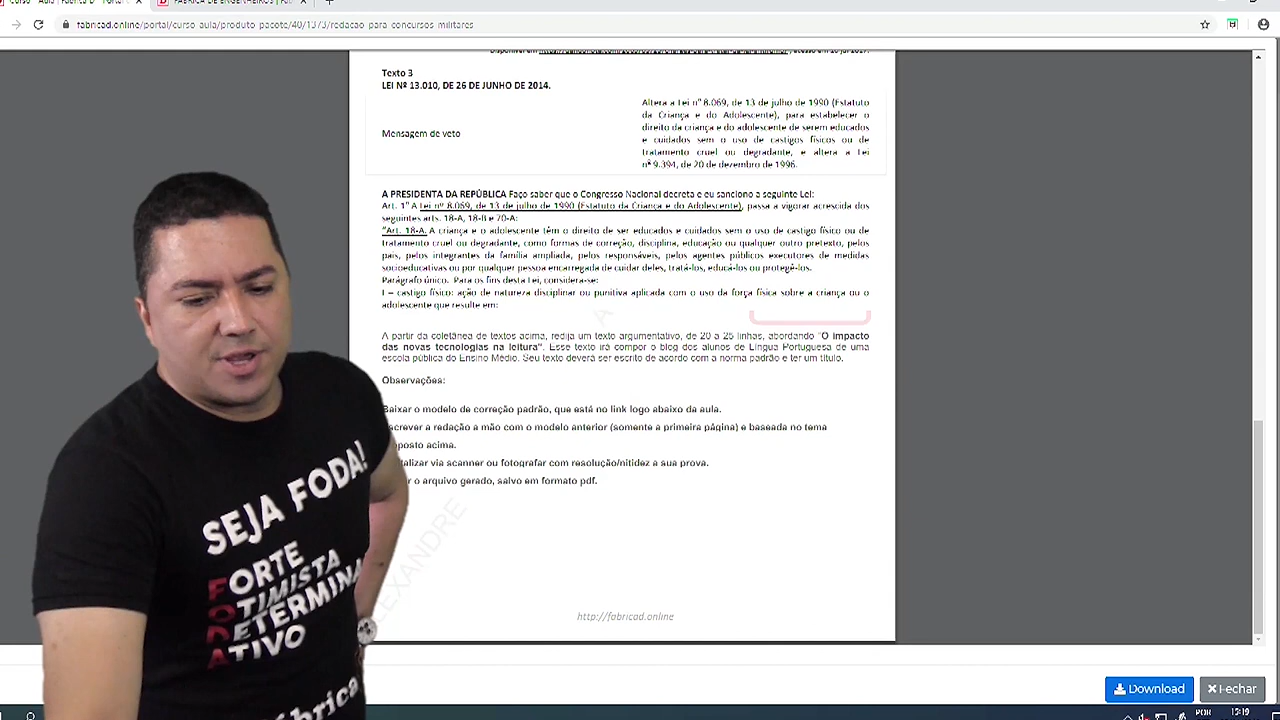 FÁBRICA DE ENGENHEIROS
fabricad.online/portal/curso_aula/produto_pacote/40/1373/redacao_para_concursos_militares
Texto 3
LEI Nº 13.010, DE 26 DE JUNHO DE 2014.
Altera a Lei nº 8.069, de 13 de julho de 1990 (Estatuto
da Criança e do Adolescente), para estabelecer o
direito da criança e do adolescente de serem educados
e cuidados sem o uso de castigos físicos ou de
tratamento cruel ou degradante, e altera a Lei
nº 9.394, de 20 de dezembro de 1996.
Mensagem de veto
A PRESIDENTA DA REPÚBLICA Faço saber que o Congresso Nacional decreta e eu sanciono a seguinte Lei:
Art. 1º A Lei nº 8.069, de 13 de julho de 1990 (Estatuto da Criança e do Adolescente), passa a vigorar acrescida dos
seguintes arts. 18-A, 18-B e 70-A:
"Art. 18-A. A criança e o adolescente têm o direito de ser educados e cuidados sem o uso de castigo físico ou de
tratamento cruel ou degradante, como formas de correção, disciplina, educação ou qualquer outro pretexto, pelos
pais, pelos integrantes da família ampliada, pelos responsáveis, pelos agentes públicos executores de medidas
socioeducativas ou por qualquer pessoa encarregada de cuidar deles, tratá-los, educá-los ou protegê-los.
Parágrafo único. Para os fins desta Lei, considera-se:
I – castigo físico: ação de natureza disciplinar ou punitiva aplicada com o uso da força física sobre a criança ou o
adolescente que resulte em:
A partir da coletânea de textos acima, redija um texto argumentativo, de 20 a 25 linhas, abordando "O impacto
das novas tecnologias na leitura". Esse texto irá compor o blog dos alunos de Língua Portuguesa de uma
escola pública do Ensino Médio. Seu texto deverá ser escrito de acordo com a norma padrão e ter um título.
Observações:
Baixar o modelo de correção padrão, que está no link logo abaixo da aula.
screver a redação a mão com o modelo anterior (somente a primeira página) e baseada no tema
posto acima.
talizar via scanner ou fotografar com resolução/nitidez a sua prova.
r o arquivo gerado, salvo em formato pdf.
LEXANDRE
http://fabricad.online
SEJA FODA!
FORTE
OTIMISTA
DETERMINA
ATIVO
Fábrica
Download
Fechar
POR
15:19